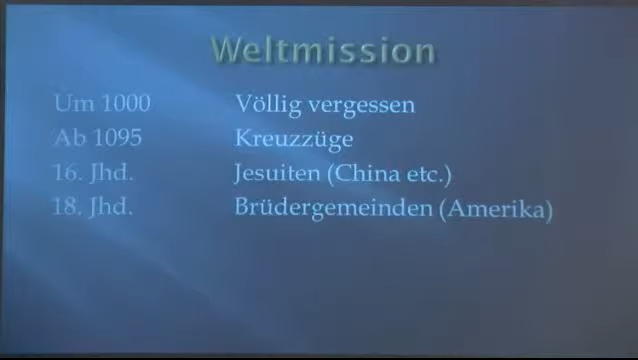 Weltmission
Um 1000 Völlig vergessen
Ab 1095 Kreuzzüge
16. Jhd. Jesuiten (China etc.)
18. Jhd. Brüdergemeinden (Amerika)